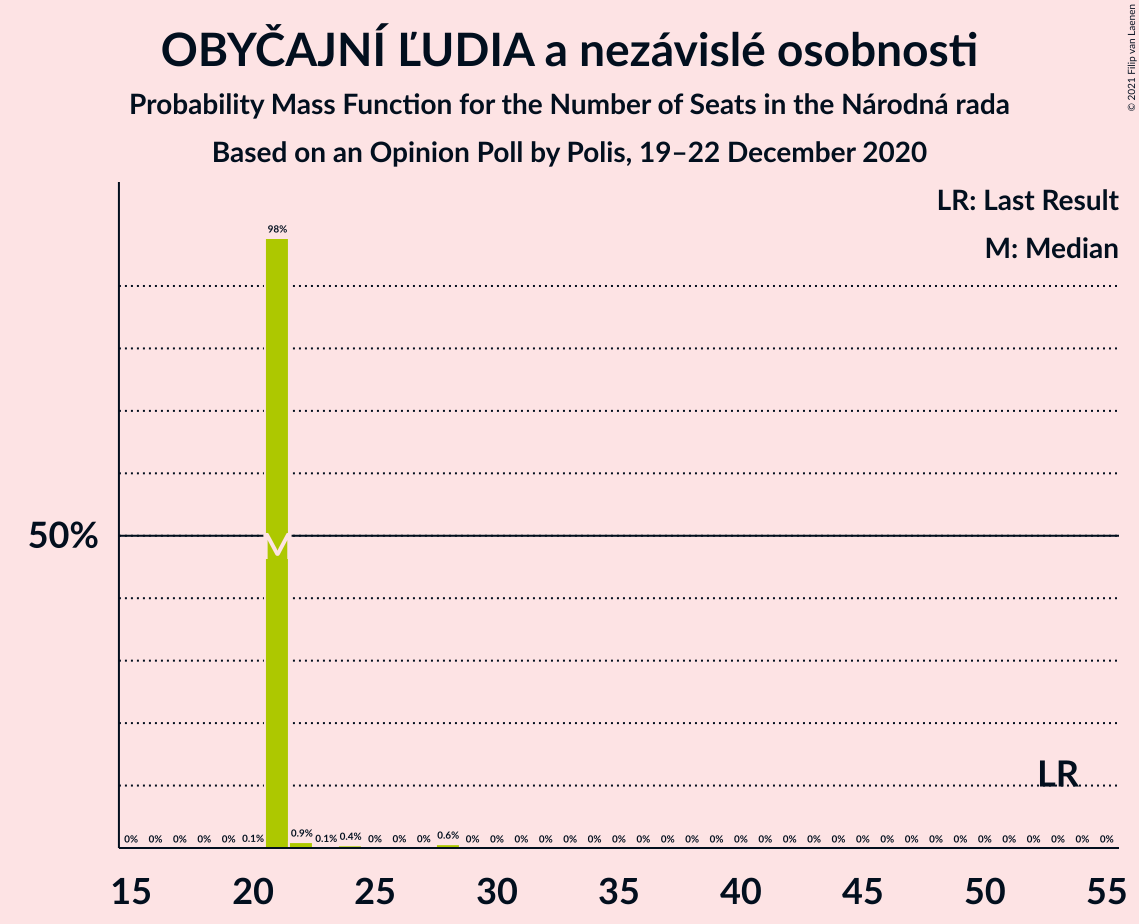 OBYČAJNÍ ĽUDIA a nezávislé osobnosti
Probability Mass Function for the Number of Seats in the Národná rada
Based on an Opinion Poll by Polis, 19–22 December 2020
© 2021 Filip van Laenen
LR: Last Result
M: Median
98%
50%
M
LR
0% 0% 0% 0% 0% 0.1% 0.9% 0.1% 0.4% 0% 0% 0% 0.6% 0% 0% 0% 0% 0% 0% 0% 0% 0% 0% 0% 0% 0% 0% 0% 0% 0% 0% 0% 0% 0% 0% 0% 0% 0% 0% 0%
15 20 25 30 35 40 45 50 55